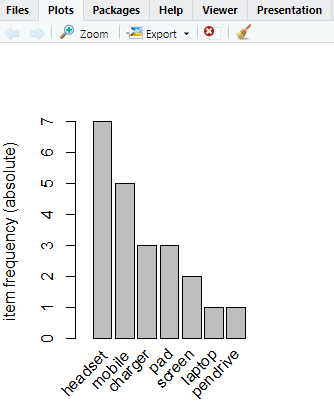 Files Plots Packages Help Viewer Presentation
Zoom Export
item frequency (absolute)
7
6
5
4
3
2
1
0
headset mobile charger pad screen laptop pendrive